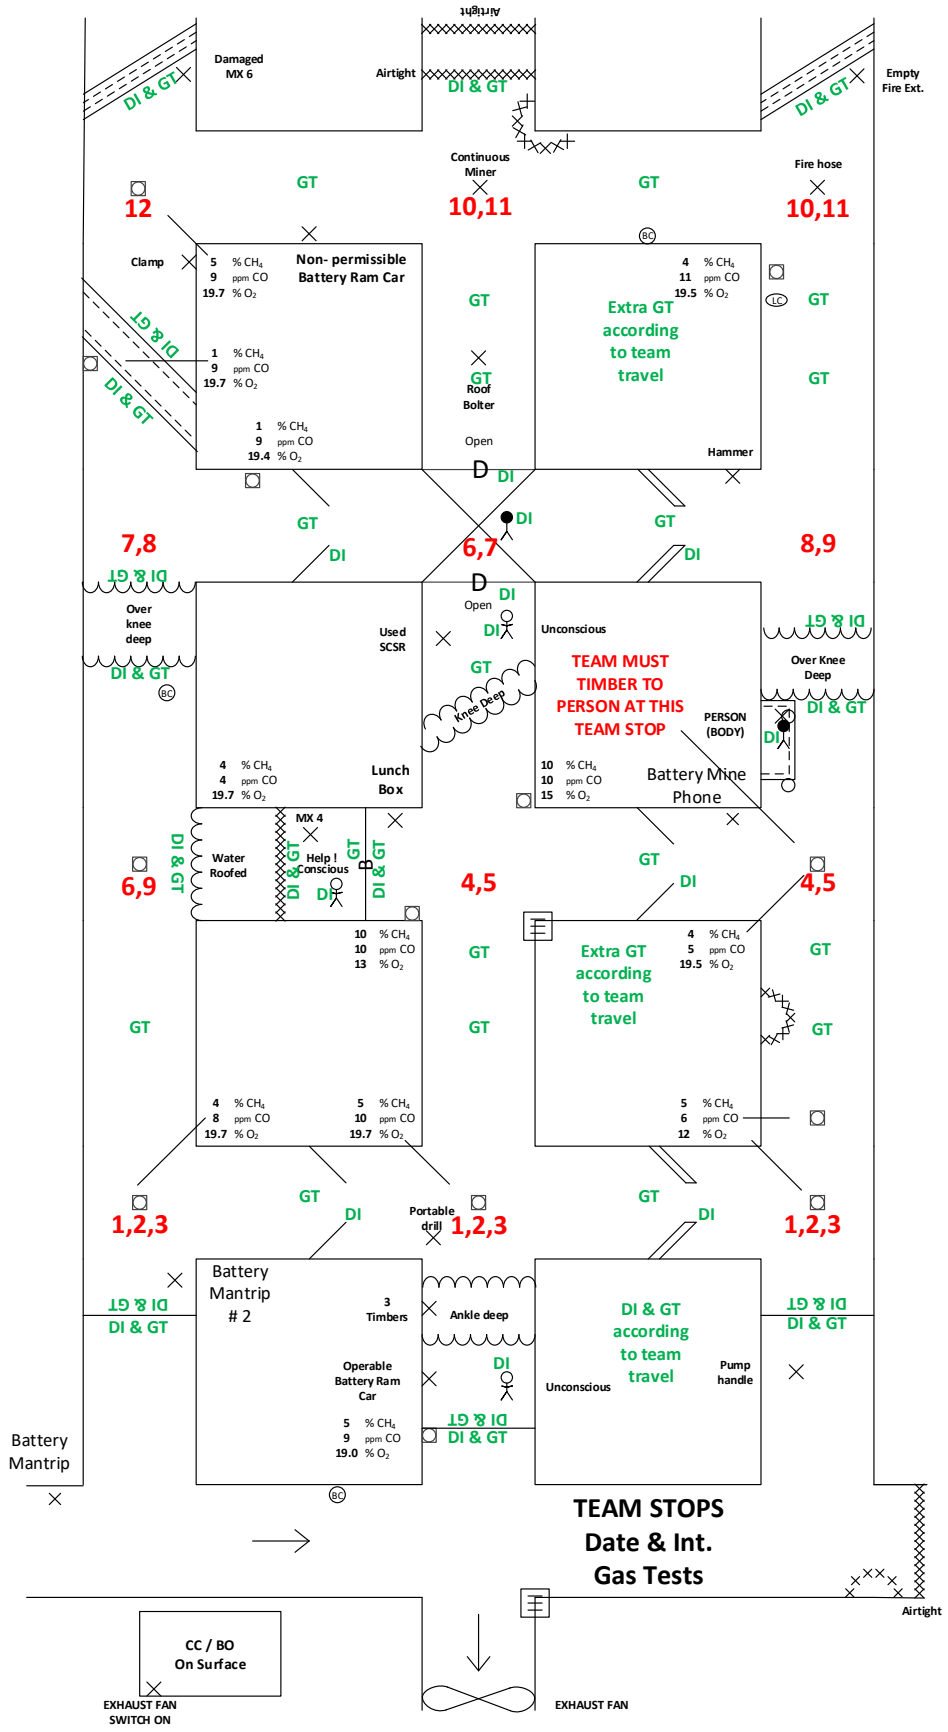 Airtight
Damaged
MX 6
Airtight
DI & GT
DI & GT
DI & GT
Empty
Fire Ext.
Continuous
Miner
Fire hose
GT
GT
12
10,11
10,11
BC
Clamp
5 % CH₄
9 ppm CO
19.7 % O₂
Non- permissible
Battery Ram Car
4 % CH₄
11 ppm CO
19.5 % O₂
LC
GT
GT
Extra GT
according
to team
travel
DI & GT
DI & GT
1 % CH₄
9 ppm CO
19.7 % O₂
GT
Roof
Bolter
GT
1 % CH₄
9 ppm CO
19.4 % O₂
Open
D
DI
Hammer
GT
DI
GT
7,8
6,7
8,9
DI
DI
DI & GT
D
Open
DI
Over
knee
deep
Used
SCSR
DI
Unconscious
DI & GT
DI & GT
BC
GT
Knee Deep
TEAM MUST
TIMBER TO
PERSON AT THIS
TEAM STOP
Over Knee
Deep
DI & GT
PERSON
(BODY)
DI
4 % CH₄
4 ppm CO
19.7 % O₂
Lunch
Box
10 % CH₄
10 ppm CO
15 % O₂
Battery Mine
Phone
MX 4
DI & GT
Water
Roofed
DI & GT
Help !
Conscious
DI
GT
B
DI & GT
GT
DI
6,9
4,5
4,5
10 % CH₄
10 ppm CO
13 % O₂
GT
Extra GT
according
to team
travel
4 % CH₄
5 ppm CO
19.5 % O₂
GT
GT
GT
GT
4 % CH₄
8 ppm CO
19.7 % O₂
5 % CH₄
10 ppm CO
19.7 % O₂
5 % CH₄
6 ppm CO
12 % O₂
GT
GT
DI
DI
Portable
drill
1,2,3
1,2,3
1,2,3
Battery
Mantrip
# 2
DI & GT
DI & GT
3
Timbers
Ankle deep
DI & GT
according
to team
travel
DI & GT
DI & GT
Operable
Battery Ram
Car
DI
Unconscious
Pump
handle
5 % CH₄
9 ppm CO
19.0 % O₂
DI & GT
DI & GT
Battery
Mantrip
BC
TEAM STOPS
Date & Int.
Gas Tests
Airtight
CC / BO
On Surface
EXHAUST FAN
SWITCH ON
EXHAUST FAN